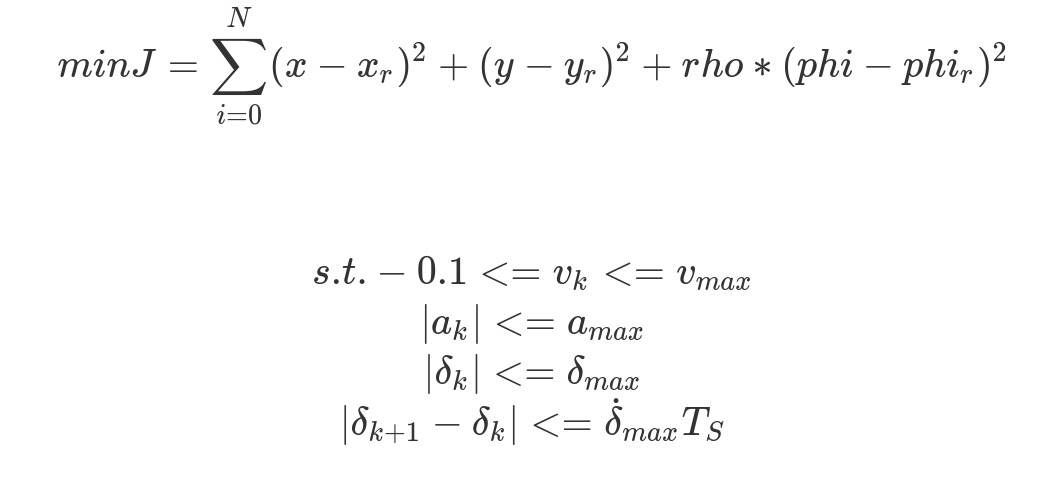 minJ = \sum_{i=0}^{N} (x - x_r)^2 + (y - y_r)^2 + rho * (phi - phi_r)^2
s.t. - 0.1 <= v_k <= v_{max}
|a_k| <= a_{max}
|\delta_k| <= \delta_{max}
|\delta_{k+1} - \delta_k| <= \dot{\delta}_{max} T_S